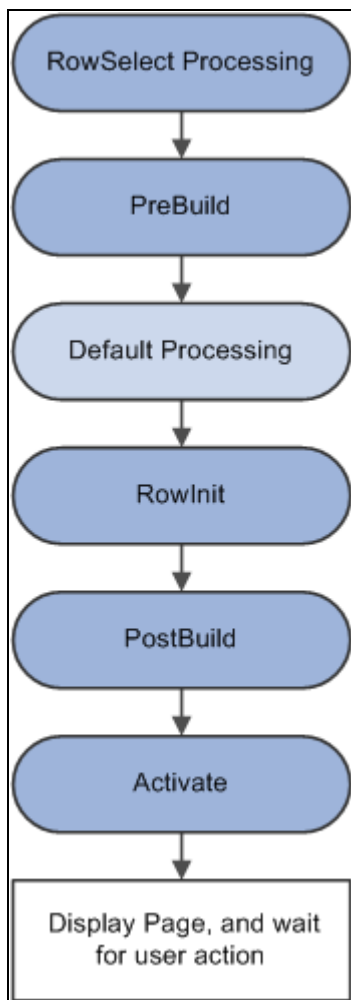 RowSelect Processing
PreBuild
Default Processing
RowInit
PostBuild
Activate
Display Page, and wait
for user action